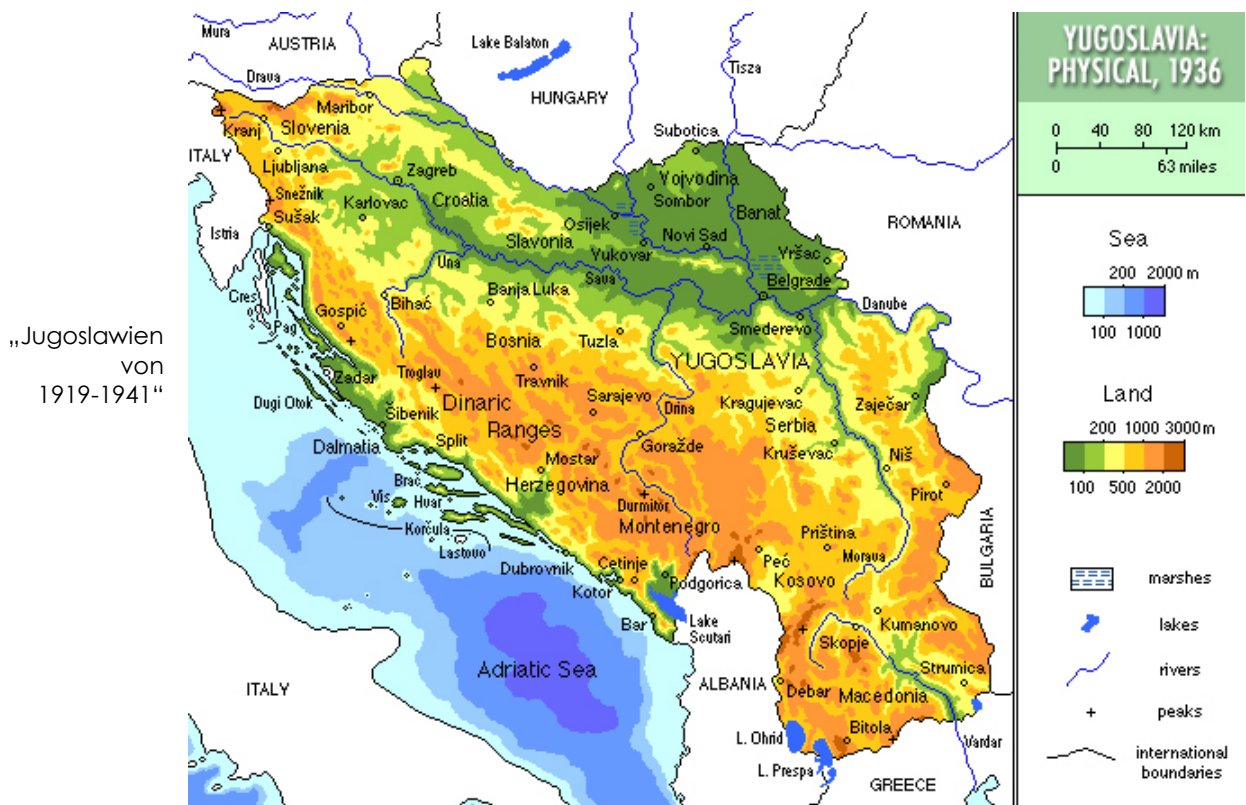 „Jugoslawien
von
1919-1941“
Mura
AUSTRIA
Lake Balaton
Drava
HUNGARY
Tisza
Maribor
Kranj
Slovenia
Subotica
ITALY
Ljubljana
Zagreb
Vojvodina
Snežnik
Karlovac
Croatia
Sombor
Banat
Sušak
Osijek
ROMANIA
Istria
Slavonia
Novi Sad
Vukovar
Vršac
Una
Sava
Belgrade
Cres
Bihać
Banja Luka
Danube
Gospić
Smederevo
Pag
Bosnia
Tuzla
YUGOSLAVIA
Zadar
Troglav
Travnik
Dugi Otok
Dinaric
Ranges
Sarajevo
Drina
Kragujevac
Zaječar
Šibenik
Serbia
Split
Goražde
Kruševac
Dalmatia
Mostar
Niš
Brač
Herzegovina
Vis
Hvar
Durmitor
Pirot
Montenegro
Korčula
Priština
Lastovo
Morava
Peć
Dubrovnik
Cetinje
Kosovo
BULGARIA
Kotor
Podgorica
Bar
Lake
Scutari
Kumanovo
Skopje
Adriatic Sea
Strumica
ITALY
ALBANIA
Debar
Macedonia
Bitola
L. Ohrid
Vardar
L. Prespa
GREECE
YUGOSLAVIA:
PHYSICAL, 1936
0 40 80 120 km
0 63 miles
Sea
200 2000 m
100 1000
Land
200 1000 3000 m
100 500 2000
marshes
lakes
rivers
peaks
international
boundaries